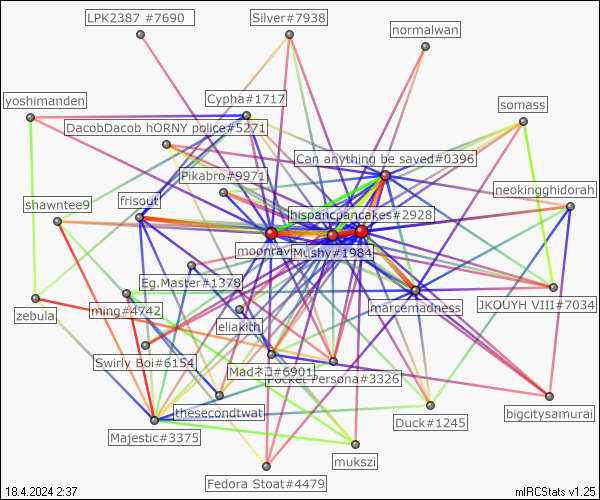 LPK2387 #7690
Silver#7938
normalwan
yoshimanden
Cypha#1717
somass
DacobDacob hORNY police#5271
Can anything be saved#0396
Pikabro#9971
neokingghidorah
shawntee9
frisout
hispanicpancakes#2928
moonrav
Mushy#1984
Eg.Master#1378
zebula
ming#4742
marcemadness
JKOUYH VIII#7034
eliakith
Swirly Boi#6154
Madネコ#6901
Pocket Persona#3326
thesecondtwat
bigcitysamurai
Duck#1245
Majestic#3375
mukszi
Fedora Stoat#4479
18.4.2024 2:37
mIRCStats v1.25